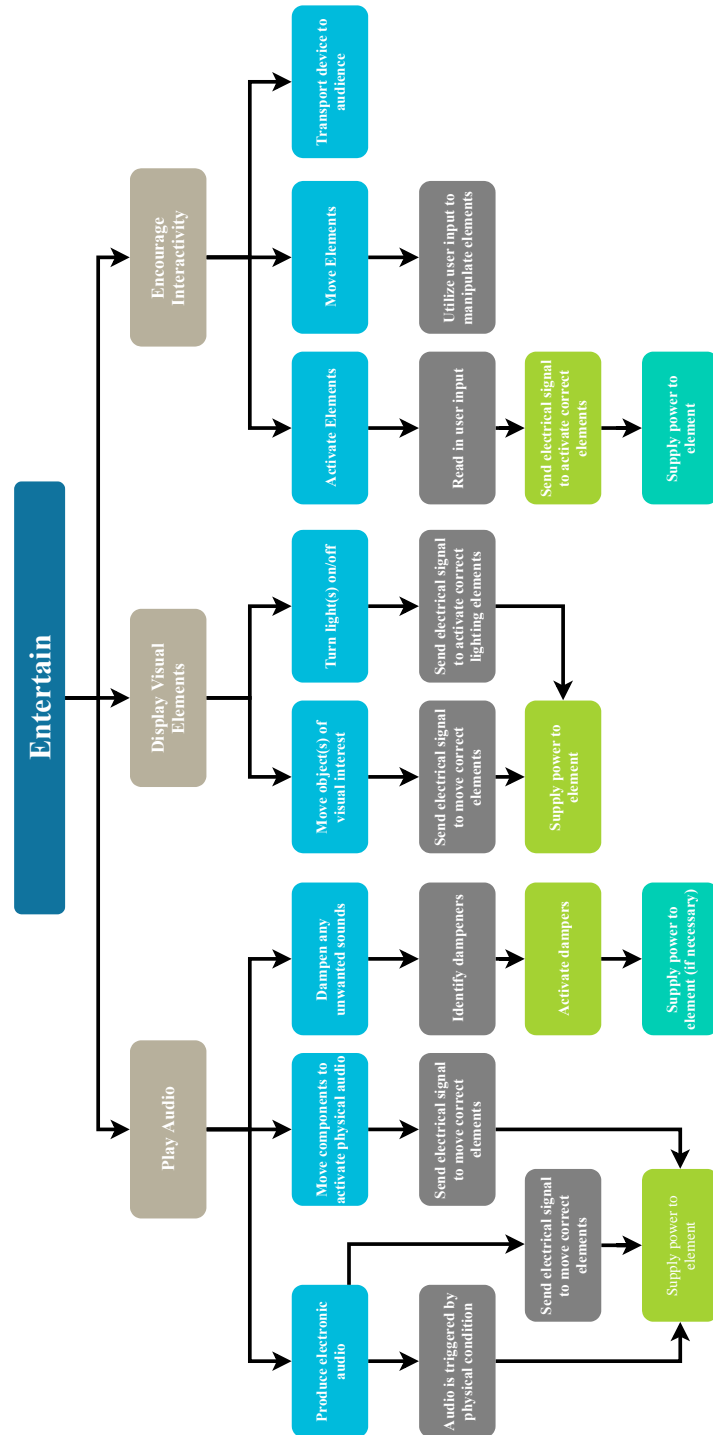 Entertain
Play Audio
Display Visual
Elements
Encourage
Interactivity
Produce electronic
audio
Move components to
activate physical audio
Dampen any
unwanted sounds
Move object(s) of
visual interest
Turn light(s) on/off
Activate Elements
Move Elements
Transport device to
audience
Audio is triggered by
physical condition
Send electrical signal
to move correct
elements
Identify dampeners
Send electrical signal
to move correct
elements
Send electrical signal
to activate correct
lighting elements
Read in user input
Utilize user input to
manipulate elements
Send electrical signal
to move correct
elements
Activate dampers
Supply power to
element
Send electrical signal
to activate correct
elements
Supply power to
element
Supply power to
element (if necessary)
Supply power to
element